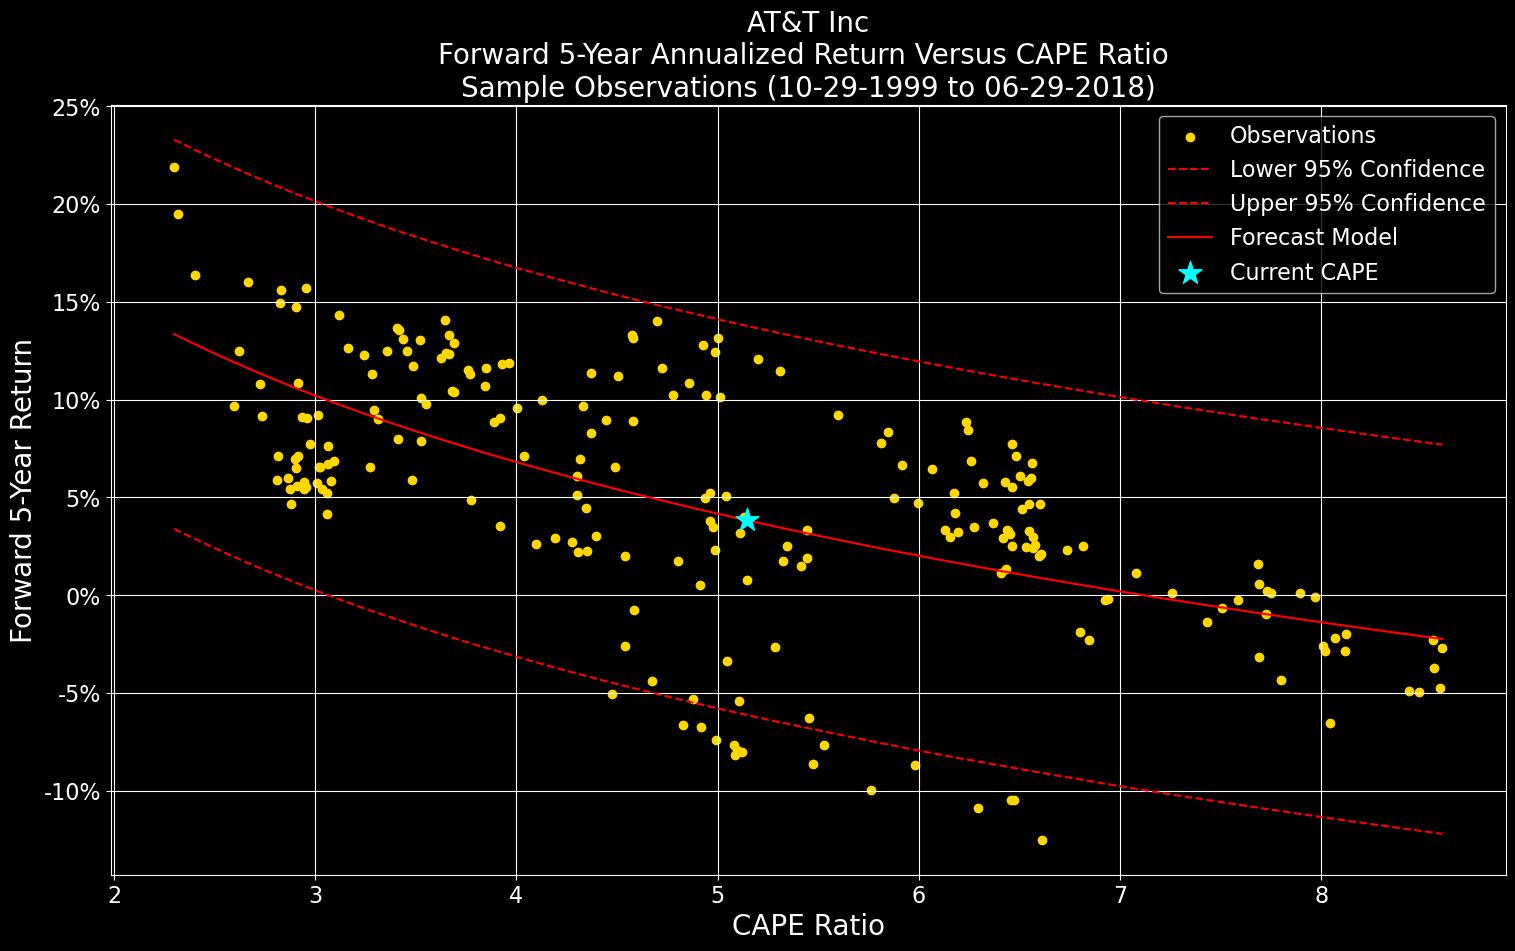 AT&T Inc
Forward 5-Year Annualized Return Versus CAPE Ratio
Sample Observations (10-29-1999 to 06-29-2018)
25%
20%
15%
10%
5%
0%
-5%
-10%
Forward 5-Year Return
Observations
Lower 95% Confidence
Upper 95% Confidence
Forecast Model
Current CAPE
2 3 4 5 6 7 8
CAPE Ratio